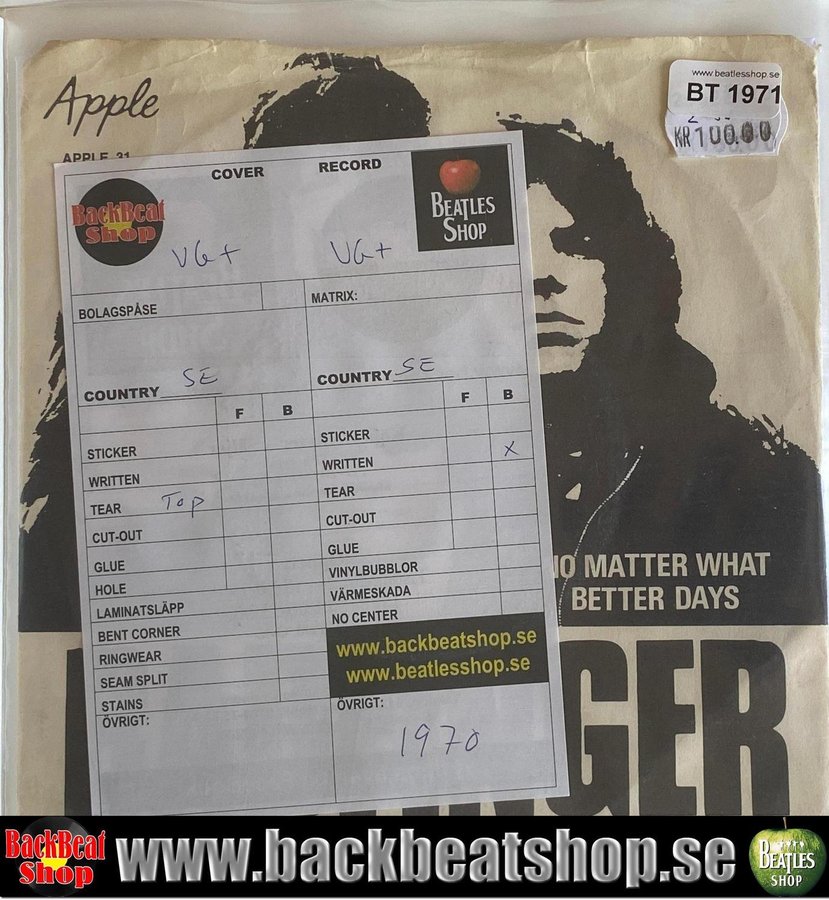 Apple
APPLE 31
www.beatlesshop.se
BT 1971
KR100.00
COVER
RECORD
BackBeat
Shop
BEATLES
SHOP
VG+
VG+
BOLAGSPÅSE
MATRIX:
COUNTRY SE
COUNTRY SE
F B
F B
STICKER
WRITTEN
TEAR Top
CUT-OUT
GLUE
HOLE
LAMINATSLÄPP
BENT CORNER
RINGWEAR
SEAM SPLIT
STAINS
ÖVRIGT:
STICKER
WRITTEN X
TEAR
CUT-OUT
GLUE
VINYLBUBBLOR
VÄRMESKADA
NO CENTER
www.backbeatshop.se
www.beatlesshop.se
ÖVRIGT:
1970
NO MATTER WHAT
BETTER DAYS
NGER
BackBeat
Shop
www.backbeatshop.se
BEATLES
SHOP